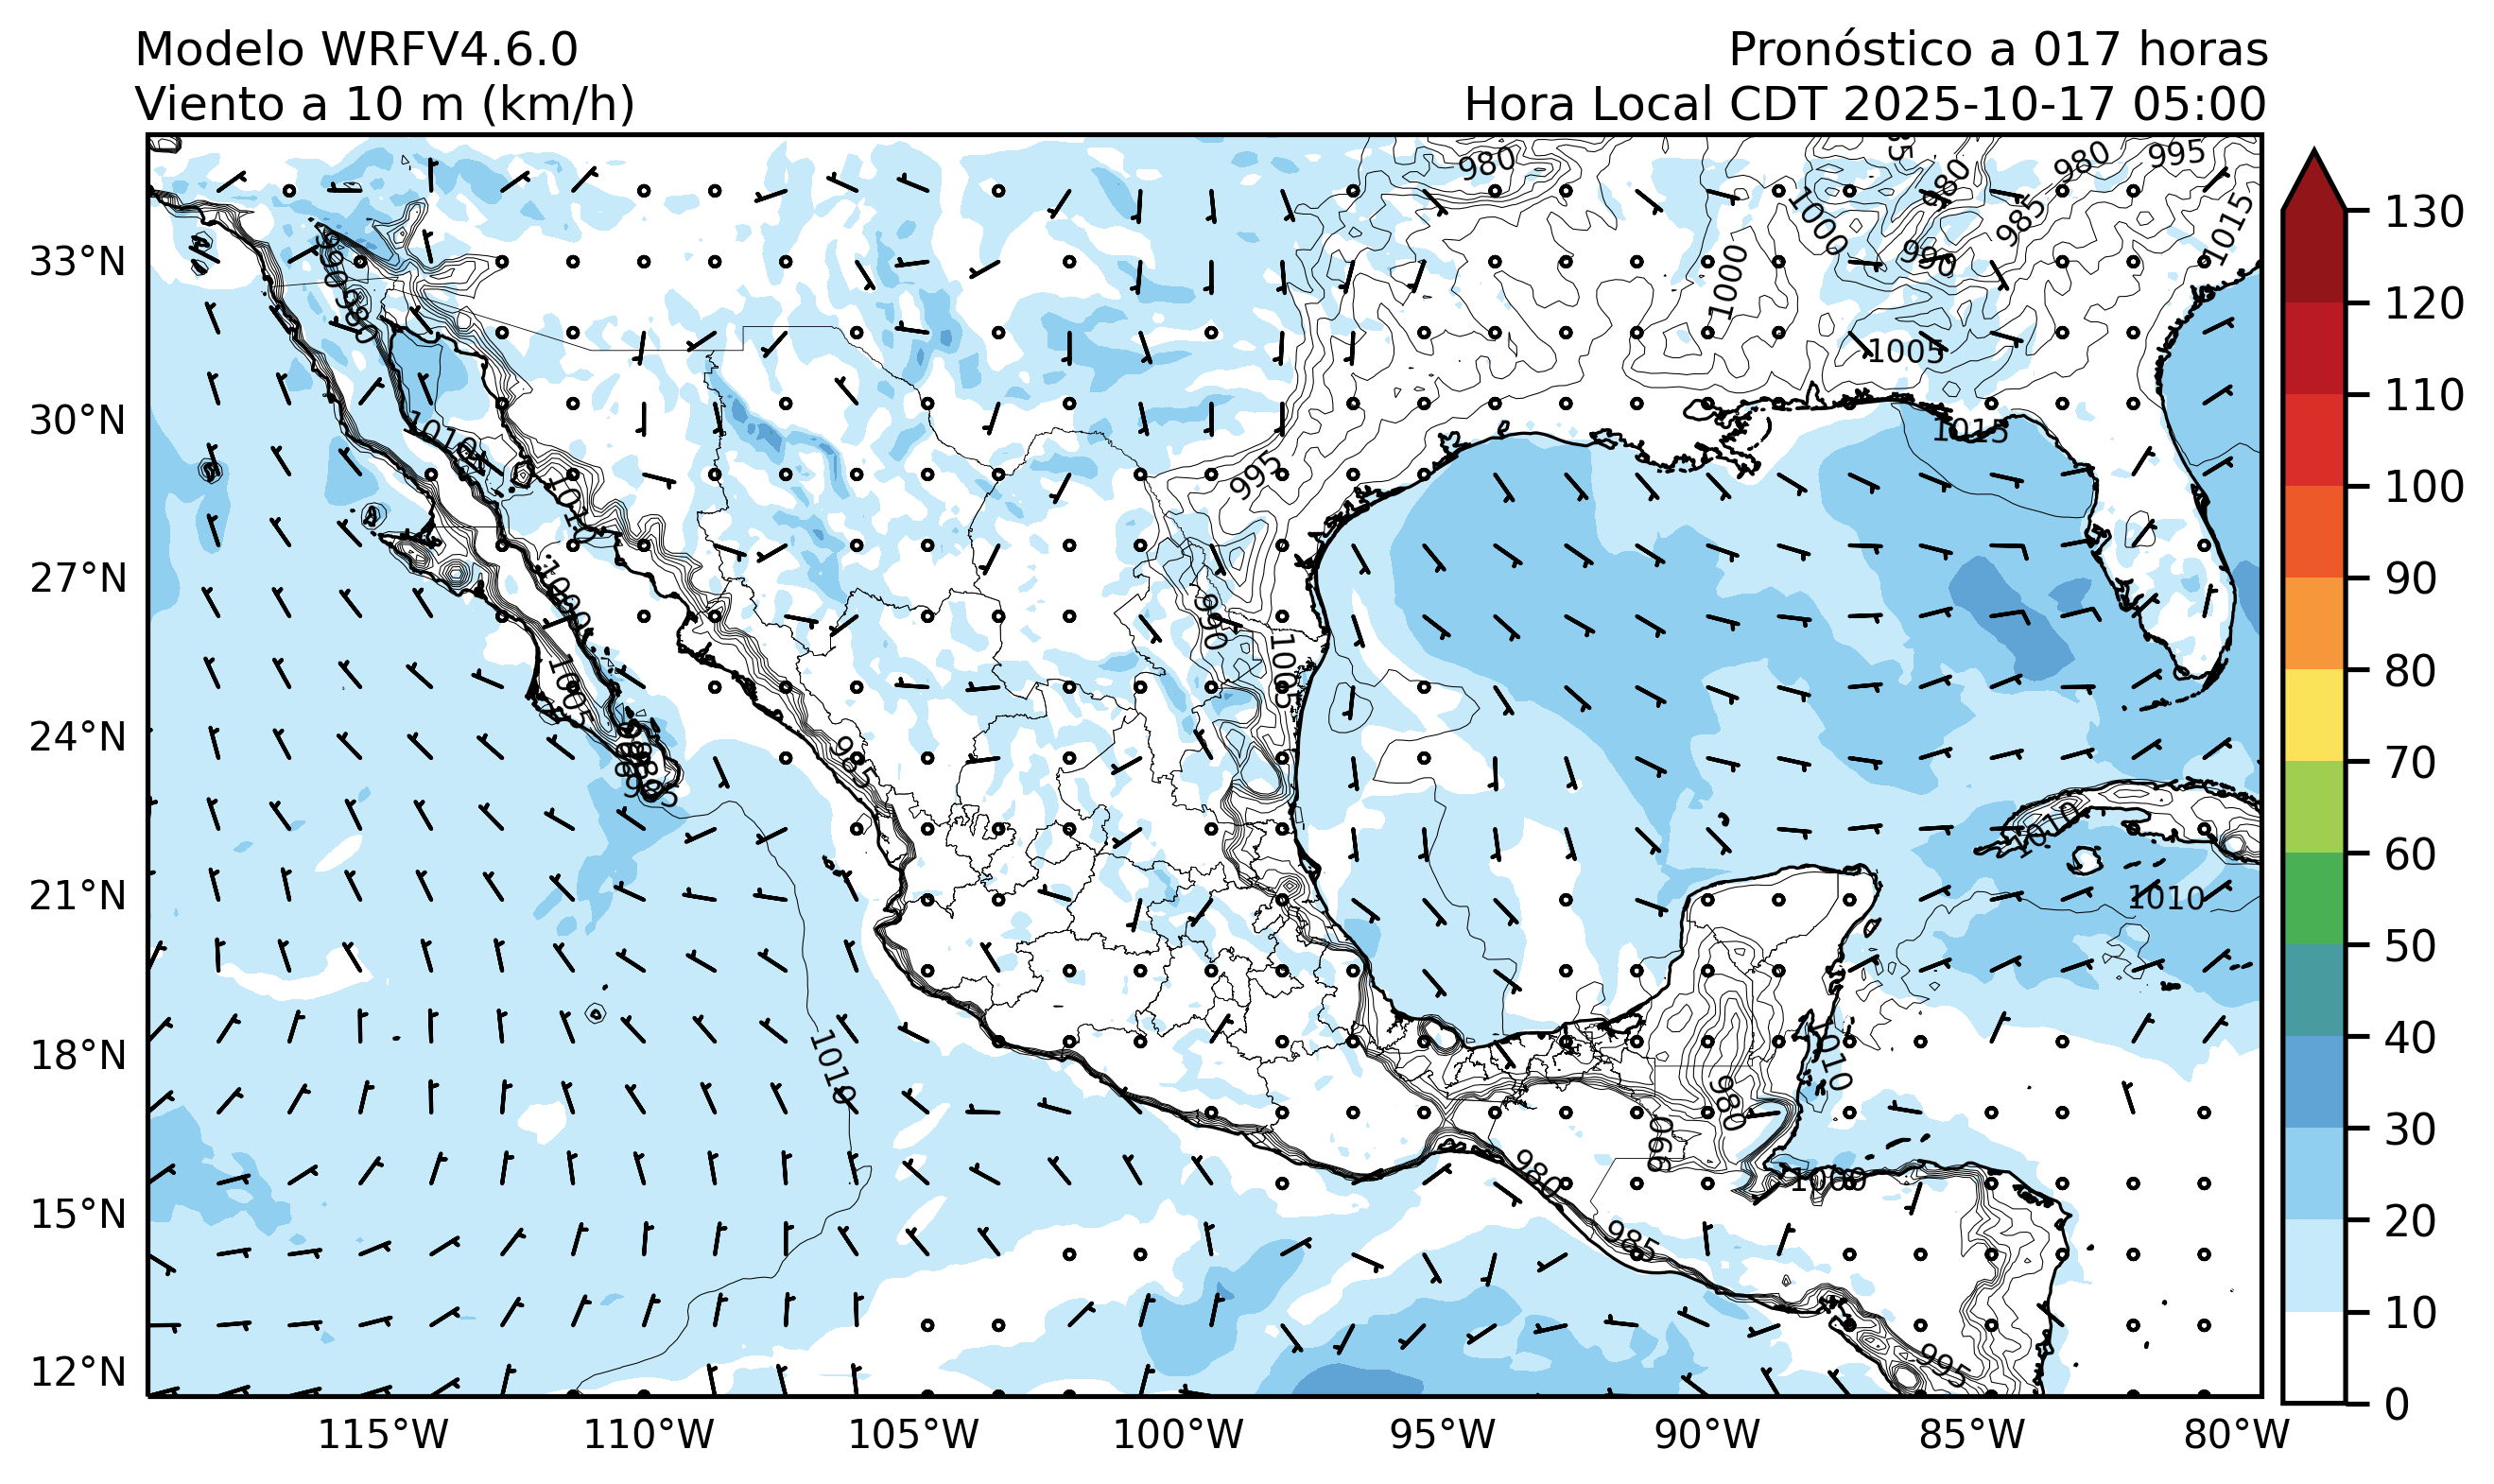 Modelo WRFV4.6.0
Viento a 10 m (km/h)
Pronóstico a 017 horas
Hora Local CDT 2025-10-17 05:00
33°N
30°N
27°N
24°N
21°N
18°N
15°N
12°N
115°W
110°W
105°W
100°W
95°W
90°W
85°W
80°W
130
120
110
100
90
80
70
60
50
40
30
20
10
0
980
980
980
995
985
1000
990
1015
1000
1005
1015
995
990
1005
1000
1005
985
985
1010
1010
1010
1010
980
990
980
1000
985
995